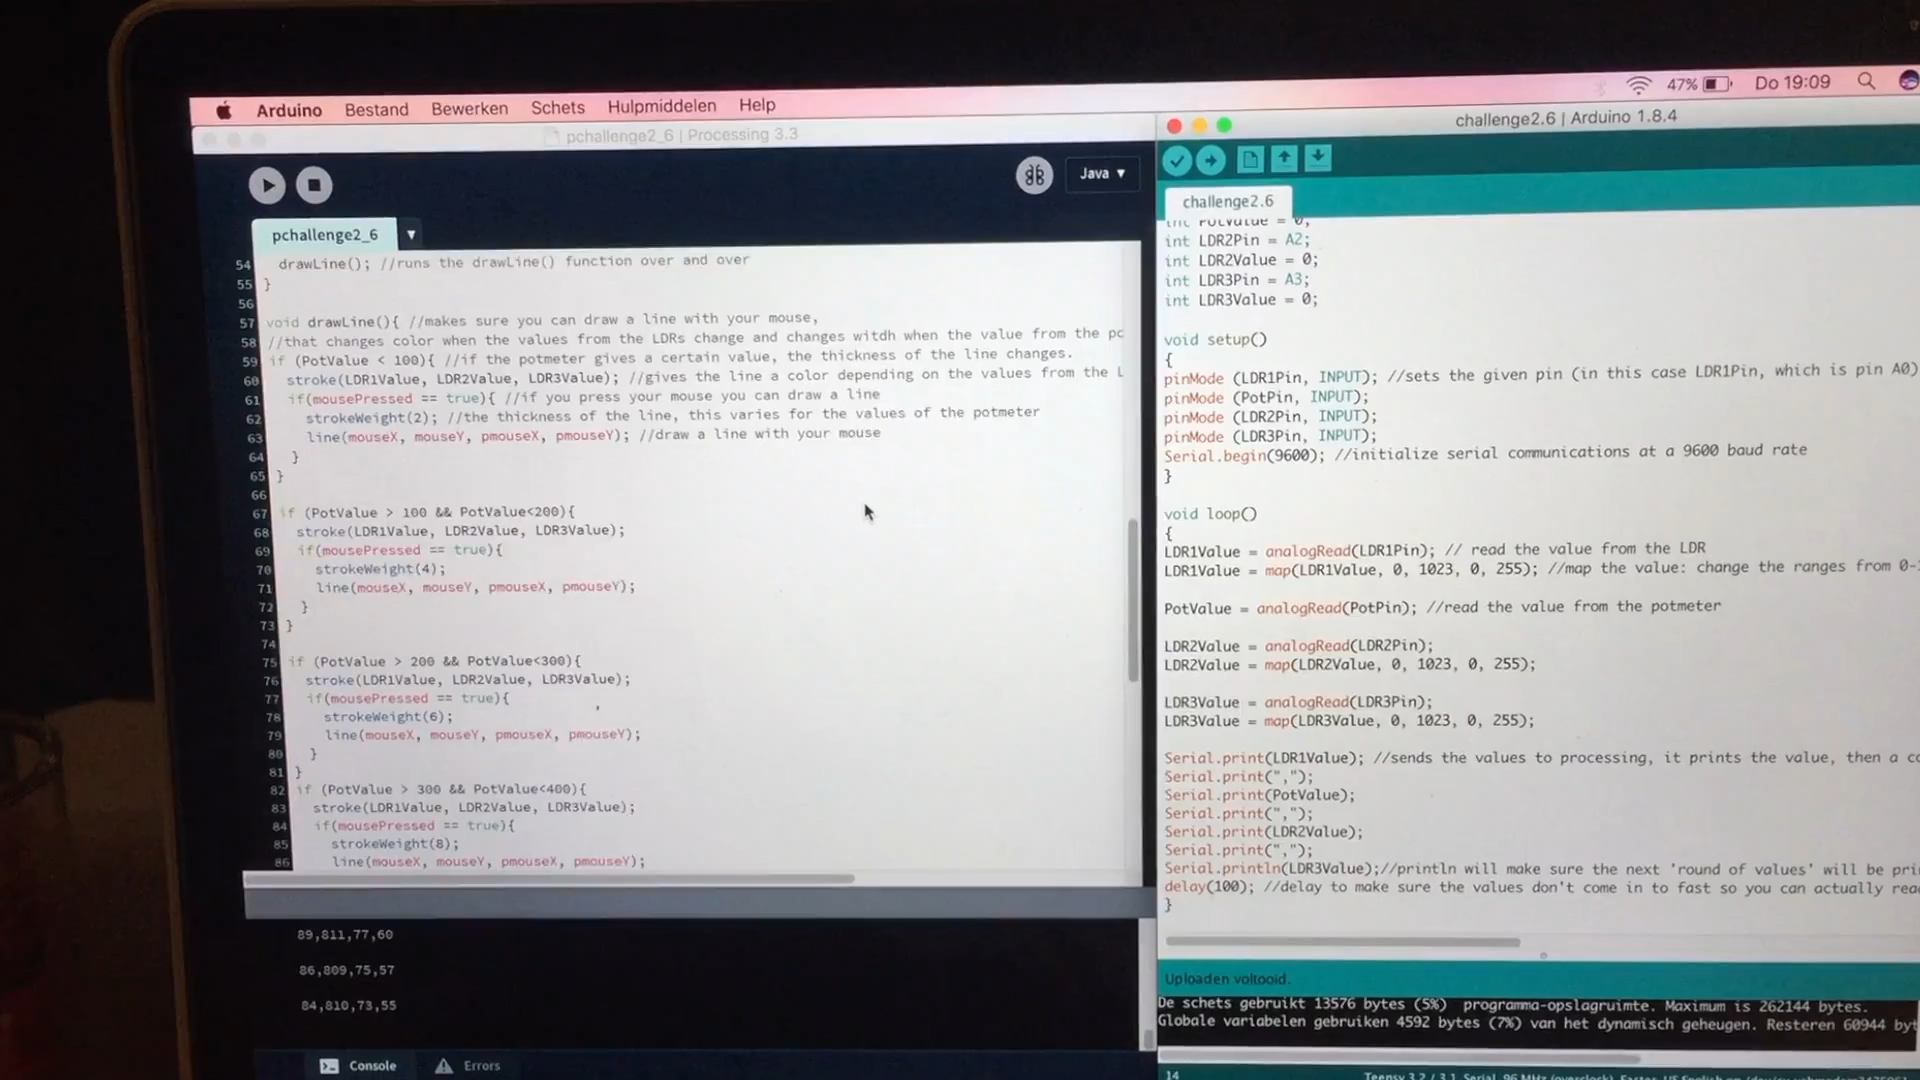 Arduino Bestand Bewerken Schets Hulpmiddelen Help 47% Do 19:09
pchallenge2_6 | Processing 3.3
Java
pchallenge2_6
54 drawLine(); //runs the drawLine() function over and over
55 }
56
57 void drawLine(){ //makes sure you can draw a line with your mouse,
58 //that changes color when the values from the LDRs change and changes witdh when the value from the pc
59 if (PotValue < 100){ //if the potmeter gives a certain value, the thickness of the line changes.
60 stroke(LDR1Value, LDR2Value, LDR3Value); //gives the line a color depending on the values from the L
61 if(mousePressed == true){ //if you press your mouse you can draw a line
62 strokeWeight(2); //the thickness of the line, this varies for the values of the potmeter
63 line(mouseX, mouseY, pmouseX, pmouseY); //draw a line with your mouse
64 }
65 }
66
67 if (PotValue > 100 && PotValue<200){
68 stroke(LDR1Value, LDR2Value, LDR3Value);
69 if(mousePressed == true){
70 strokeWeight(4);
71 line(mouseX, mouseY, pmouseX, pmouseY);
72 }
73 }
74
75 if (PotValue > 200 && PotValue<300){
76 stroke(LDR1Value, LDR2Value, LDR3Value);
77 if(mousePressed == true){
78 strokeWeight(6);
79 line(mouseX, mouseY, pmouseX, pmouseY);
80 }
81 }
82 if (PotValue > 300 && PotValue<400){
83 stroke(LDR1Value, LDR2Value, LDR3Value);
84 if(mousePressed == true){
85 strokeWeight(8);
86 line(mouseX, mouseY, pmouseX, pmouseY);
89,811,77,60
86,809,75,57
84,810,73,55
Console Errors
challenge2.6 | Arduino 1.8.4
challenge2.6
int PotValue = 0;
int LDR2Pin = A2;
int LDR2Value = 0;
int LDR3Pin = A3;
int LDR3Value = 0;
void setup()
{
pinMode (LDR1Pin, INPUT); //sets the given pin (in this case LDR1Pin, which is pin A0)
pinMode (PotPin, INPUT);
pinMode (LDR2Pin, INPUT);
pinMode (LDR3Pin, INPUT);
Serial.begin(9600); //initialize serial communications at a 9600 baud rate
}
void loop()
{
LDR1Value = analogRead(LDR1Pin); // read the value from the LDR
LDR1Value = map(LDR1Value, 0, 1023, 0, 255); //map the value: change the ranges from 0-
PotValue = analogRead(PotPin); //read the value from the potmeter
LDR2Value = analogRead(LDR2Pin);
LDR2Value = map(LDR2Value, 0, 1023, 0, 255);
LDR3Value = analogRead(LDR3Pin);
LDR3Value = map(LDR3Value, 0, 1023, 0, 255);
Serial.print(LDR1Value); //sends the values to processing, it prints the value, then a co
Serial.print(",");
Serial.print(PotValue);
Serial.print(",");
Serial.print(LDR2Value);
Serial.print(",");
Serial.println(LDR3Value);//println will make sure the next 'round of values' will be pri
delay(100); //delay to make sure the values don't come in to fast so you can actually rea
}
Uploaden voltooid.
De schets gebruikt 13576 bytes (5%) programma-opslagruimte. Maximum is 262144 bytes.
Globale variabelen gebruiken 4592 bytes (7%) van het dynamisch geheugen. Resteren 60944 byt
14 Teensy 3.2 / 3.1, Serial, 96 MHz (overclock), Faster, US English